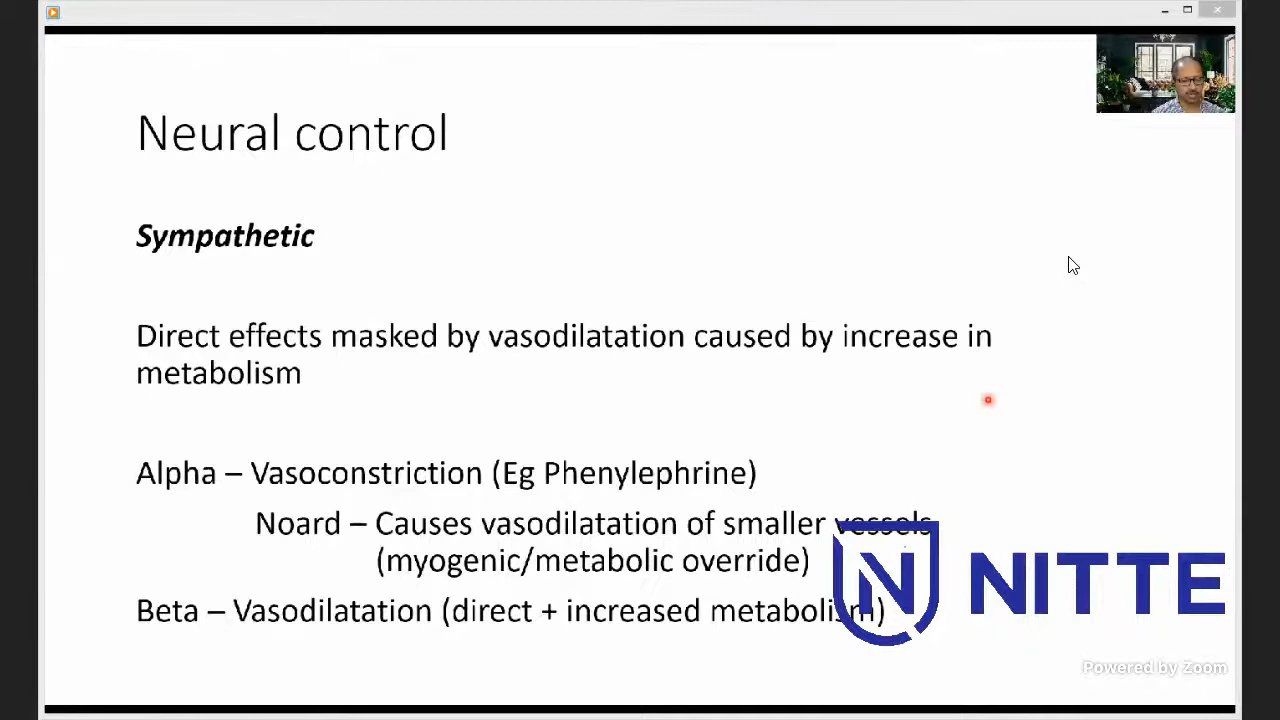 Neural control
Sympathetic
Direct effects masked by vasodilatation caused by increase in
metabolism
Alpha – Vasoconstriction (Eg Phenylephrine)
Noard – Causes vasodilatation of smaller vessels
(myogenic/metabolic override)
Beta – Vasodilatation (direct + increased metabolism)
N NITTE
Powered by Zoom